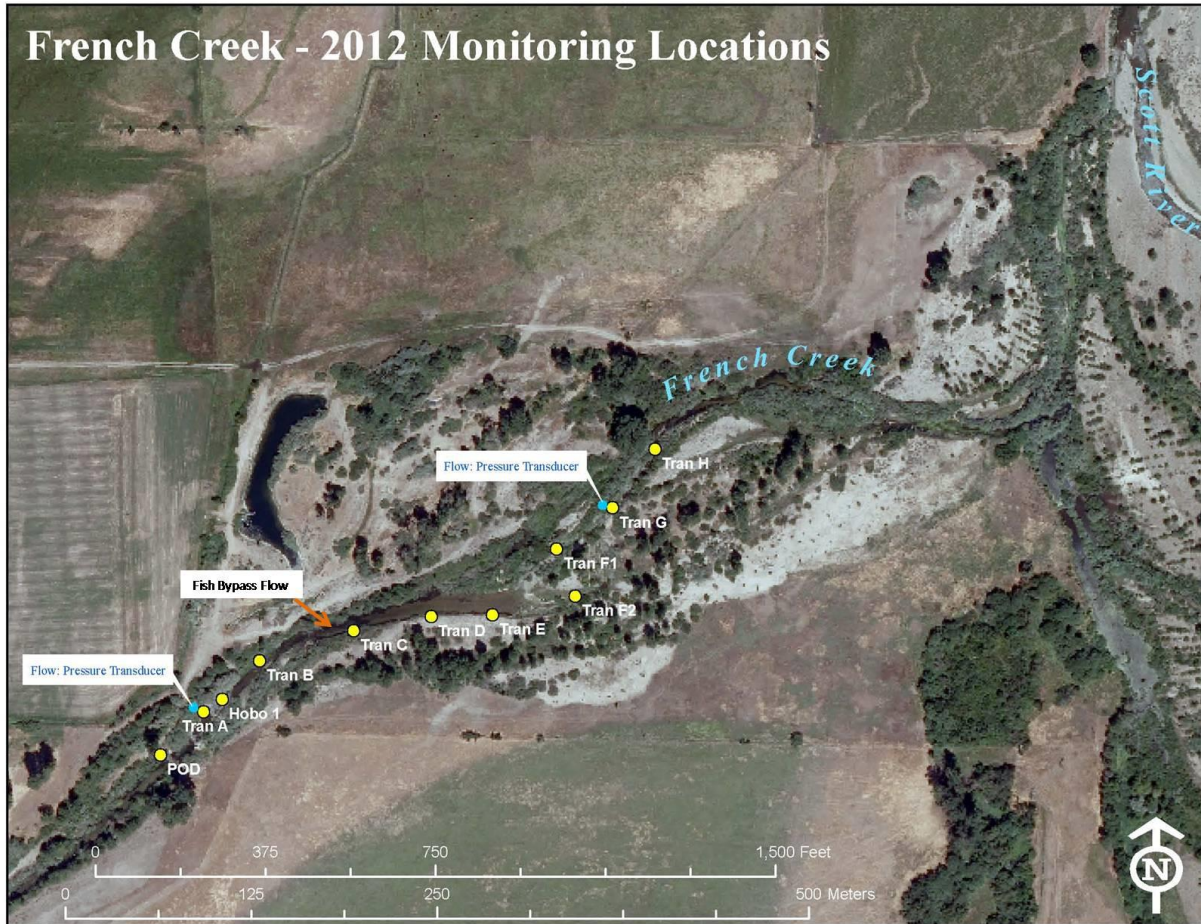 French Creek - 2012 Monitoring Locations
Scott River
French Creek
Flow: Pressure Transducer
Tran H
Tran G
Tran F1
Fish Bypass Flow
Tran F2
Tran D
Tran E
Tran C
Tran B
Flow: Pressure Transducer
Hobo 1
Tran A
POD
0 375 750 1,500 Feet
0 125 250 500 Meters
N